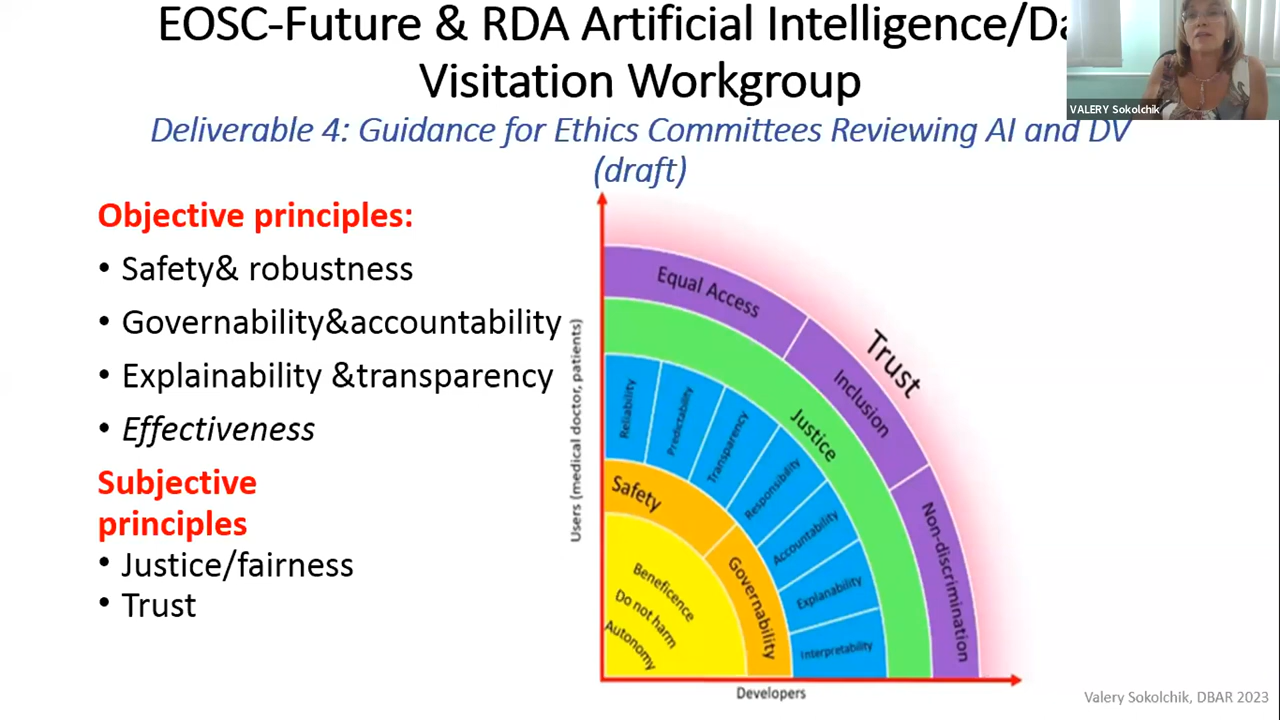 EOSC-Future & RDA Artificial Intelligence/Da
Visitation Workgroup
VALERY Sokolchik
Deliverable 4: Guidance for Ethics Committees Reviewing AI and DV
(draft)
Objective principles:
• Safety& robustness
• Governability&accountability
• Explainability &transparency
• Effectiveness
Subjective
principles
• Justice/fairness
• Trust
Users (medical doctor, patients)
Developers
Trust
Equal Access
Inclusion
Non-discrimination
Justice
Reliability
Predictability
Transparency
Responsibility
Accountability
Explanability
Interpretability
Safety
Governability
Beneficence
Do not harm
Autonomy
Valery Sokolchik, DBAR 2023